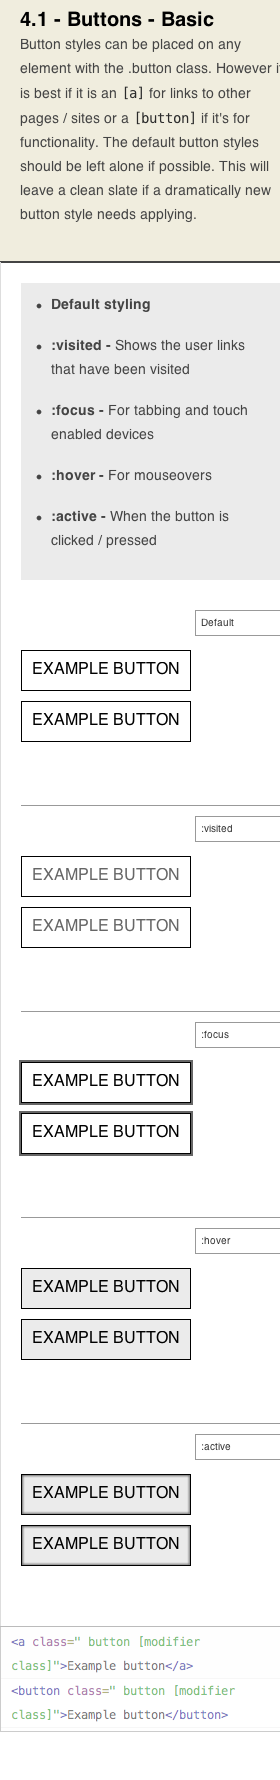 4.1 - Buttons - Basic
Button styles can be placed on any
element with the .button class. However i
is best if it is an [a] for links to other
pages / sites or a [button] if it's for
functionality. The default button styles
should be left alone if possible. This will
leave a clean slate if a dramatically new
button style needs applying.
• Default styling
• :visited - Shows the user links
that have been visited
• :focus - For tabbing and touch
enabled devices
• :hover - For mouseovers
• :active - When the button is
clicked / pressed
Default
EXAMPLE BUTTON
EXAMPLE BUTTON
:visited
EXAMPLE BUTTON
EXAMPLE BUTTON
:focus
EXAMPLE BUTTON
EXAMPLE BUTTON
:hover
EXAMPLE BUTTON
EXAMPLE BUTTON
:active
EXAMPLE BUTTON
EXAMPLE BUTTON
<a class=" button [modifier
class]">Example button</a>
<button class=" button [modifier
class]">Example button</button>